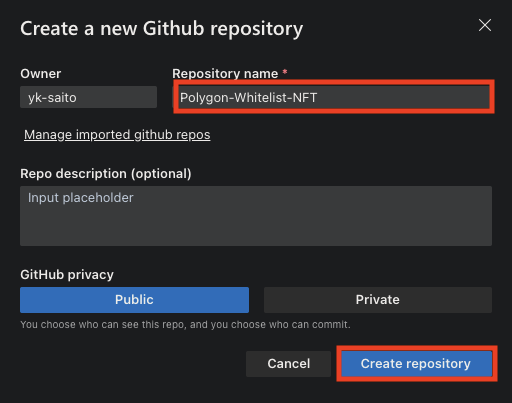 Create a new Github repository
Owner
Repository name *
yk-saito
Polygon-Whitelist-NFT
Manage imported github repos
Repo description (optional)
Input placeholder
GitHub privacy
Public
Private
You choose who can see this repo, and you choose who can commit.
Cancel
Create repository